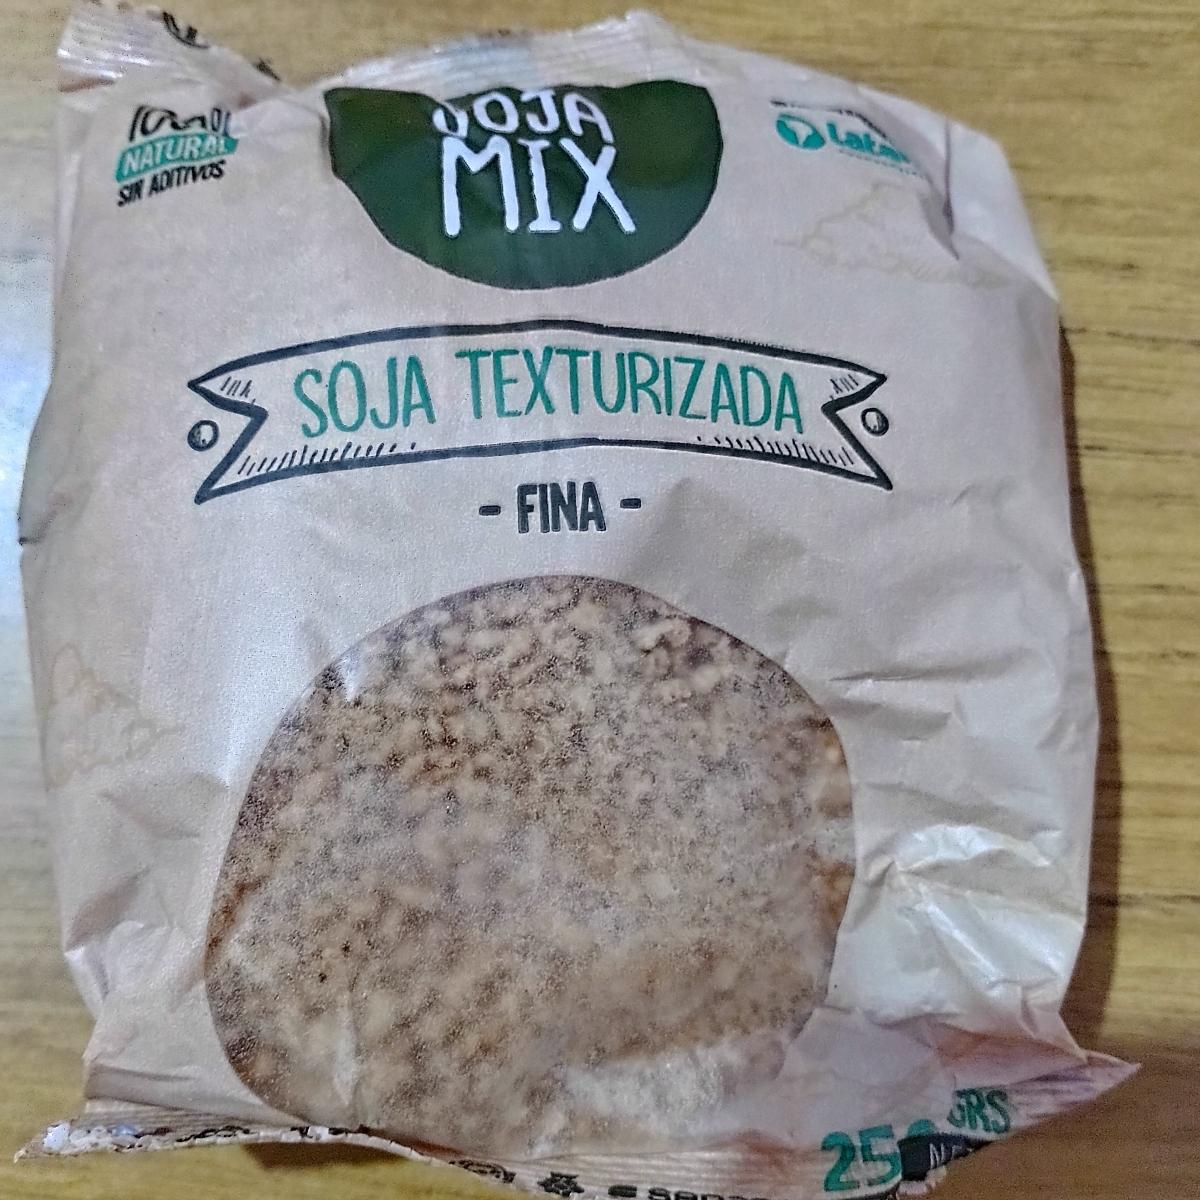 SOJA
MIX
NATURAL
SIN ADITIVOS
SOJA TEXTURIZADA
- FINA -
GRS